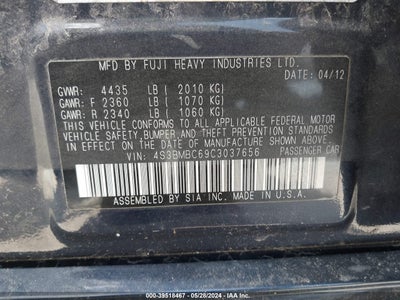 MFD BY FUJI HEAVY INDUSTRIES LTD.
DATE: 04/12
GVWR: 4435 LB ( 2010 KG)
GAWR: F 2360 LB ( 1070 KG)
GAWR: R 2340 LB ( 1060 KG)
THIS VEHICLE CONFORMS TO ALL APPLICABLE FEDERAL MOTOR
VEHICLE SAFETY, BUMPER, AND THEFT PREVENTION STANDARDS
IN EFFECT ON THE DATE OF MANUFACTURE SHOWN ABOVE.
VIN: 4S3BMBC69C3037656 PASSENGER CAR
ASSEMBLED BY SIA INC. MADE IN U.S.A.
000-39518467 - 05/28/2024 - IAA, Inc.